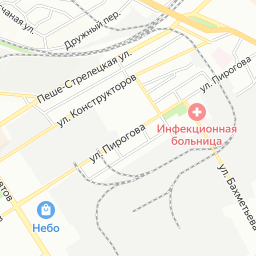 Дружный пер.
Пеше-Стрелецкая ул.
ул. Конструкторов
ул. Пирогова
ул. Пирогова
Инфекционная
больница
ул. Бахметьева
Небо